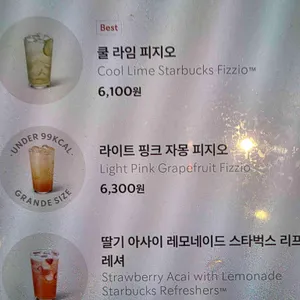 Best
쿨 라임 피지오
Cool Lime Starbucks Fizzio™
6,100원
UNDER 99KCAL
GRANDE SIZE
라이트 핑크 자몽 피지오
Light Pink Grapefruit Fizzio™
6,300원
딸기 아사이 레모네이드 스타벅스 리프
레셔
Strawberry Acai with Lemonade
Starbucks Refreshers™